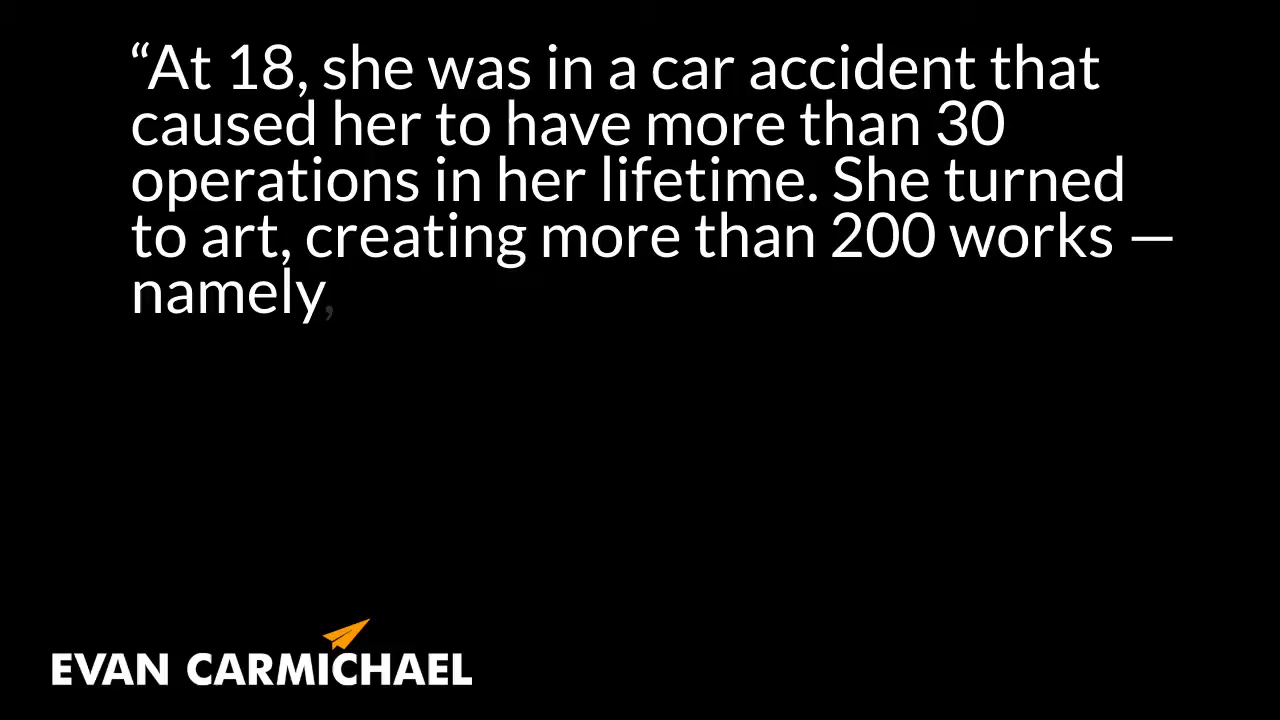 “At 18, she was in a car accident that
caused her to have more than 30
operations in her lifetime. She turned
to art, creating more than 200 works —
namely,
EVAN CARMICHAEL